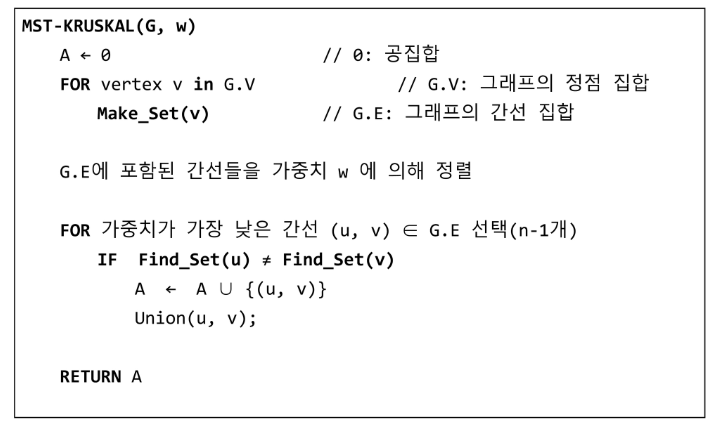 MST-KRUSKAL(G, w)
A ← 0 // 0: 공집합
FOR vertex v in G.V // G.V: 그래프의 정점 집합
Make_Set(v) // G.E: 그래프의 간선 집합
G.E에 포함된 간선들을 가중치 w 에 의해 정렬
FOR 가중치가 가장 낮은 간선 (u, v) ∈ G.E 선택(n-1개)
IF Find_Set(u) ≠ Find_Set(v)
A ← A ∪ {(u, v)}
Union(u, v);
RETURN A